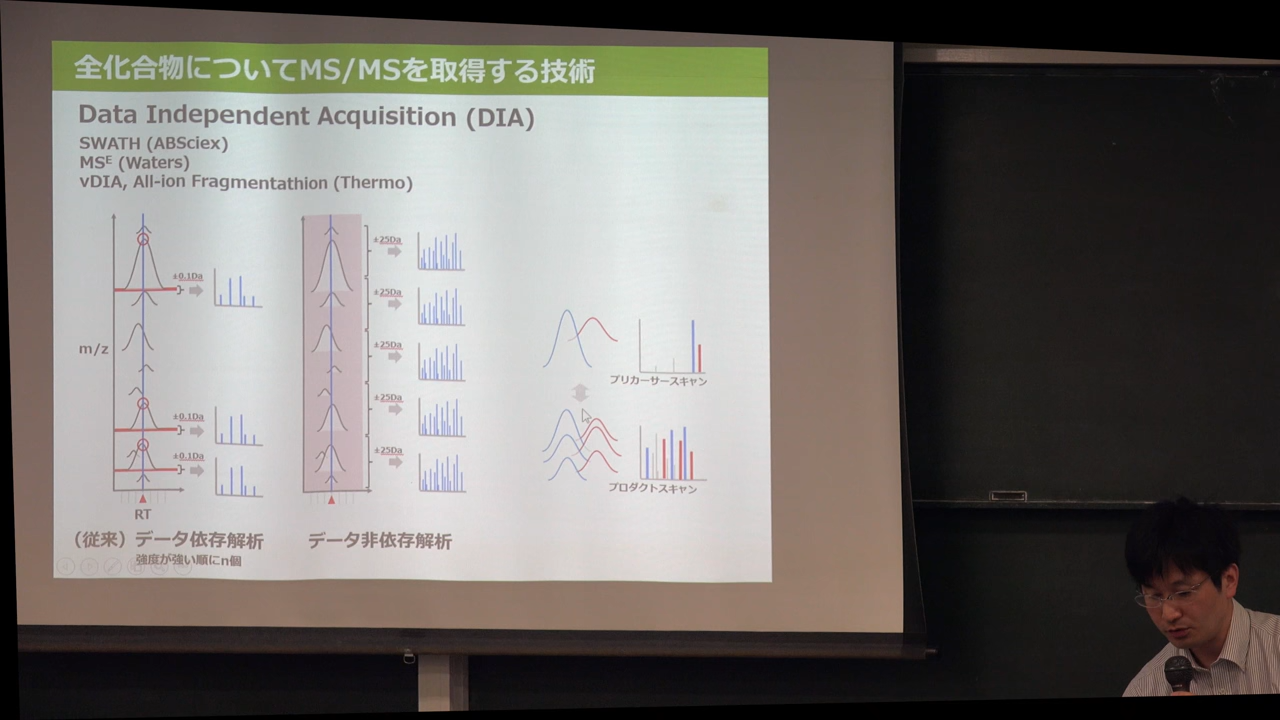 全化合物についてMS/MSを取得する技術
Data Independent Acquisition (DIA)
SWATH (ABSciex)
MSE (Waters)
vDIA, All-ion Fragmentathion (Thermo)
±0.1Da
m/z
±0.1Da
±0.1Da
RT
(従来)データ依存解析
強度が強い順にn個
±25Da
±25Da
±25Da
±25Da
±25Da
データ非依存解析
プリカーサースキャン
プロダクトスキャン